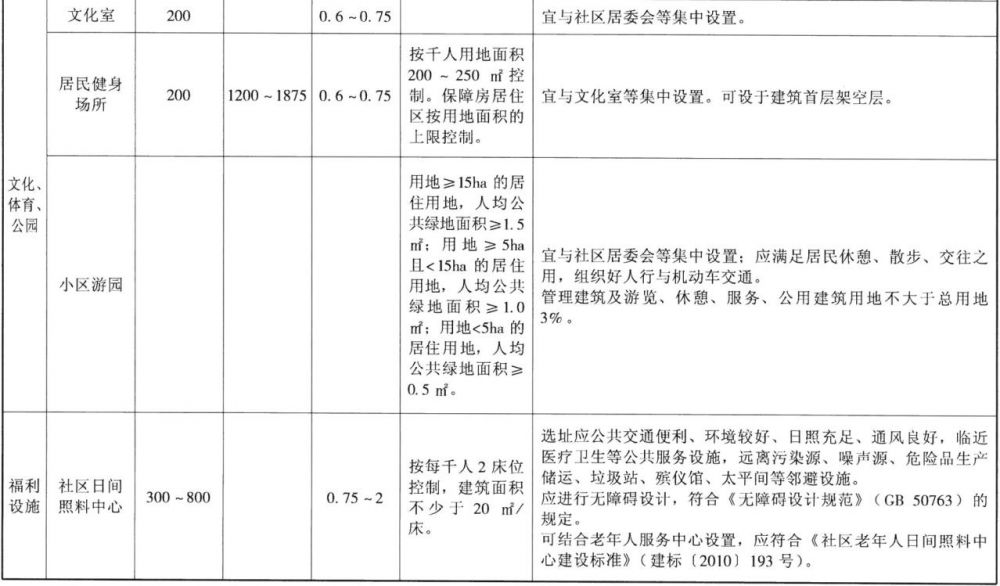 文化室 200 0.6~0.75 宜与社区居委会等集中设置。
居民健身
场所
200 1200~1875 0.6~0.75
按千人用地面积
200~250 ㎡控
制。保障房居住
区按用地面积的
上限控制。
宜与文化室等集中设置。可设于建筑首层架空层。
文化、
体育、
公园
小区游园
用地≥15ha 的居
住用地，人均公
共绿地面积≥1.5
㎡；用地≥5ha
且<15ha 的居住
用地，人均公共
绿地面积≥1.0
㎡；用地<5ha 的
居住用地，人均
公共绿地面积≥
0.5 ㎡。
宜与社区居委会等集中设置；应满足居民休憩、散步、交往之
用，组织好人行与机动车交通。
管理建筑及游览、休憩、服务、公用建筑用地不大于总用地
3%。
福利
设施
社区日间
照料中心
300~800 0.75~2
按每千人2床位
控制，建筑面积
不少于 20 ㎡/
床。
选址应公共交通便利、环境较好、日照充足、通风良好，临近
医疗卫生等公共服务设施，远离污染源、噪声源、危险品生产
储运、垃圾站、殡仪馆、太平间等邻避设施。
应进行无障碍设计，符合《无障碍设计规范》（GB 50763）的
规定。
可结合老年人服务中心设置，应符合《社区老年人日间照料中
心建设标准》（建标〔2010〕193 号）。